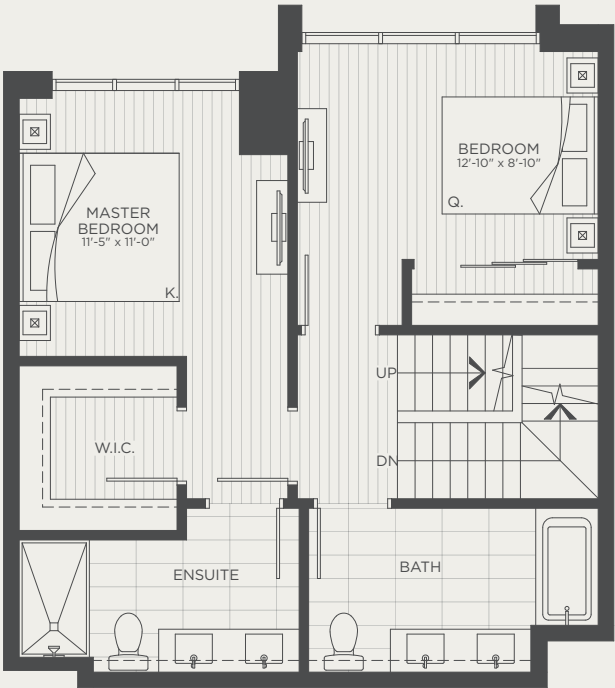 BEDROOM
12'-10" x 8'-10"
Q.
MASTER
BEDROOM
11'-5" x 11'-0"
K.
UP
W.I.C.
DN
ENSUITE
BATH